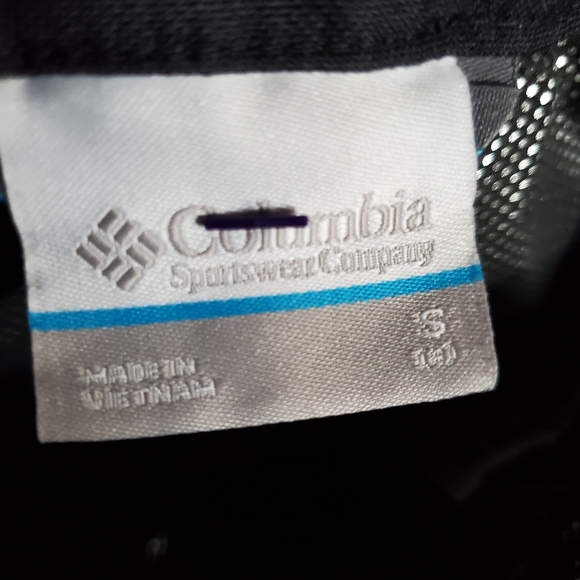 Columbia
Sportswear Company
S
MADE IN
VIETNAM